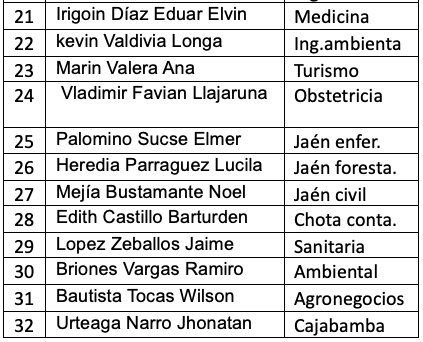 21 Irigoin Díaz Eduar Elvin Medicina
22 kevin Valdivia Longa Ing.ambienta
23 Marin Valera Ana Turismo
24 Vladimir Favian Llajaruna Obstetricia
25 Palomino Sucse Elmer Jaén enfer.
26 Heredia Parraguez Lucila Jaén foresta.
27 Mejía Bustamante Noel Jaén civil
28 Edith Castillo Barturden Chota conta.
29 Lopez Zeballos Jaime Sanitaria
30 Briones Vargas Ramiro Ambiental
31 Bautista Tocas Wilson Agronegocios
32 Urteaga Narro Jhonatan Cajabamba